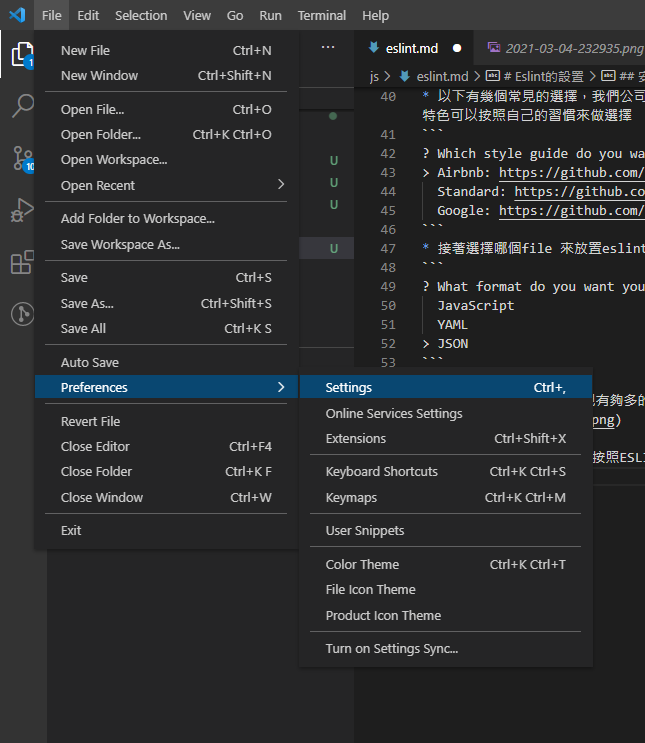 File Edit Selection View Go Run Terminal Help
1
10
New File Ctrl+N
New Window Ctrl+Shift+N
Open File... Ctrl+O
Open Folder... Ctrl+K Ctrl+O
Open Workspace...
Open Recent
Add Folder to Workspace...
Save Workspace As...
Save Ctrl+S
Save As... Ctrl+Shift+S
Save All Ctrl+K S
Auto Save
Preferences
Revert File
Close Editor Ctrl+F4
Close Folder Ctrl+K F
Close Window Ctrl+W
Exit
U
U
U
U
Settings Ctrl+,
Online Services Settings
Extensions Ctrl+Shift+X
Keyboard Shortcuts Ctrl+K Ctrl+S
Keymaps Ctrl+K Ctrl+M
User Snippets
Color Theme Ctrl+K Ctrl+T
File Icon Theme
Product Icon Theme
Turn on Settings Sync...
eslint.md 2021-03-04-232935.png
js > eslint.md > abc # Eslint的設置 > abc ## 安
40 * 以下有幾個常見的選擇，我們公司
特色可以按照自己的習慣來做選擇
41 ```
42 ? Which style guide do you wa
43 > Airbnb: https://github.com/
44 Standard: https://github.co
45 Google: https://github.com/
46 ```
47 * 接著選擇哪個file 來放置eslint
48 ```
49 ? What format do you want you
50 JavaScript
51 YAML
52 > JSON
53 ```
有夠多的
png)
按照ESLI